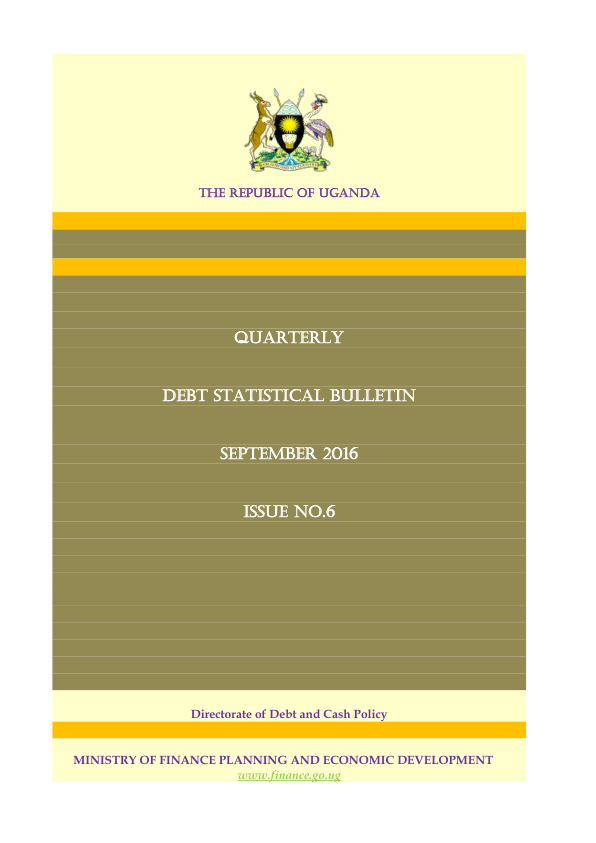 THE REPUBLIC OF UGANDA
QUARTERLY
DEBT STATISTICAL BULLETIN
SEPTEMBER 2016
ISSUE NO.6
Directorate of Debt and Cash Policy
MINISTRY OF FINANCE PLANNING AND ECONOMIC DEVELOPMENT
www.finance.go.ug